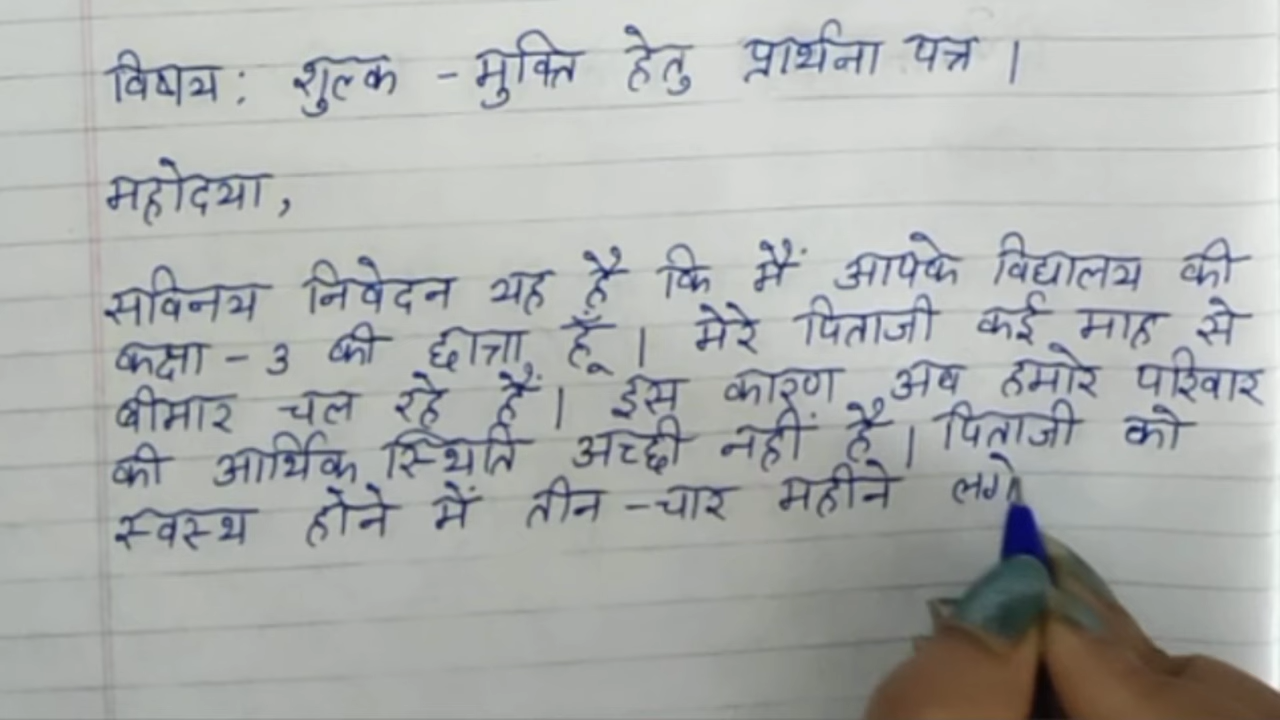 विषय: शुल्क - मुक्ति हेतु प्रार्थना पत्र ।
महोदया,
सविनय निवेदन यह है कि मैं आपके विद्यालय की
कक्षा - 3 की छात्रा हूँ । मेरे पिताजी कई माह से
बीमार चल रहे हैं । इस कारण अब हमारे परिवार
की आर्थिक स्थिति अच्छी नहीं है । पिताजी को
स्वस्थ होने में तीन - चार महीने लगे